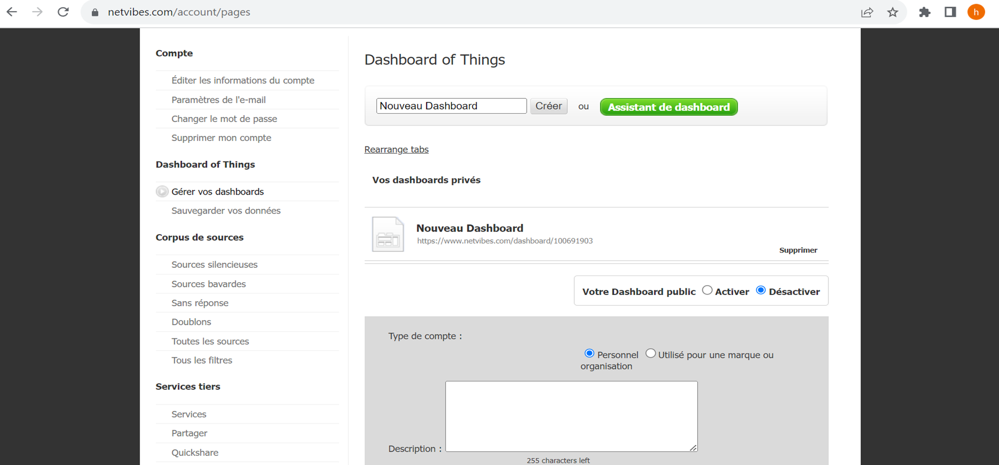 netvibes.com/account/pages
h
Compte
Éditer les informations du compte
Paramètres de l'e-mail
Changer le mot de passe
Supprimer mon compte
Dashboard of Things
Gérer vos dashboards
Sauvegarder vos données
Corpus de sources
Sources silencieuses
Sources bavardes
Sans réponse
Doublons
Toutes les sources
Tous les filtres
Services tiers
Services
Partager
Quickshare
Dashboard of Things
Nouveau Dashboard Créer ou Assistant de dashboard
Rearrange tabs
Vos dashboards privés
Nouveau Dashboard
https://www.netvibes.com/dashboard/100691903
Supprimer
Votre Dashboard public Activer Désactiver
Type de compte :
Personnel Utilisé pour une marque ou
organisation
Description :
255 characters left